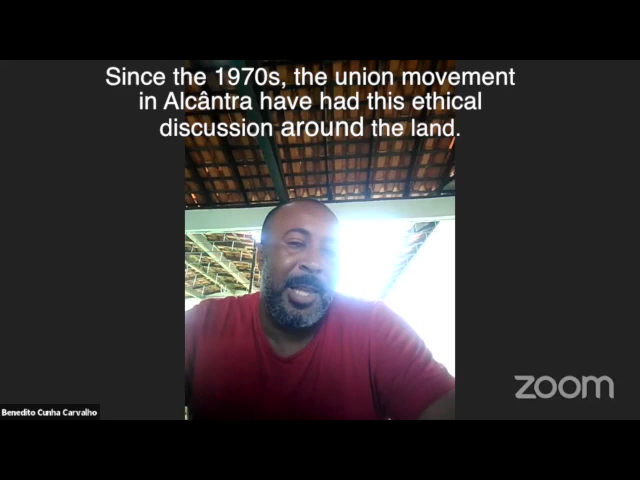 Since the 1970s, the union movement
in Alcântra have had this ethical
discussion around the land.
zoom
Benedito Cunha Carvalho